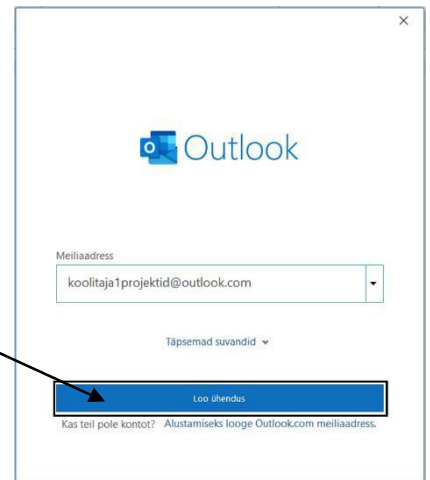 Outlook
Meiliaadress
koolitaja1projektid@outlook.com
Täpsemad suvandid
Loo ühendus
Kas teil pole kontot? Alustamiseks looge Outlook.com meiliaadress.